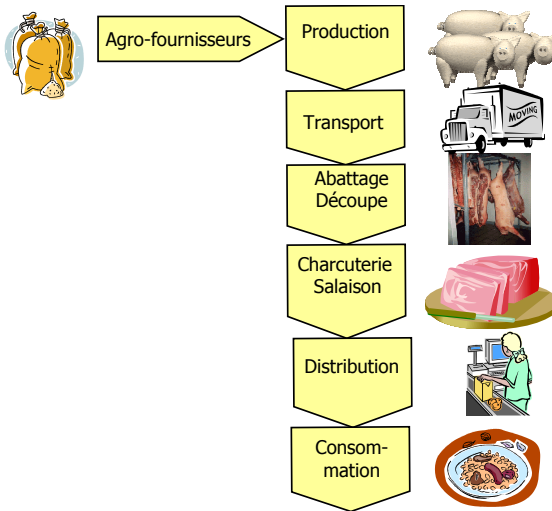 Agro-fournisseurs
Production
Transport
MOVING
Abattage
Découpe
Charcuterie
Salaison
Distribution
Consom-
mation